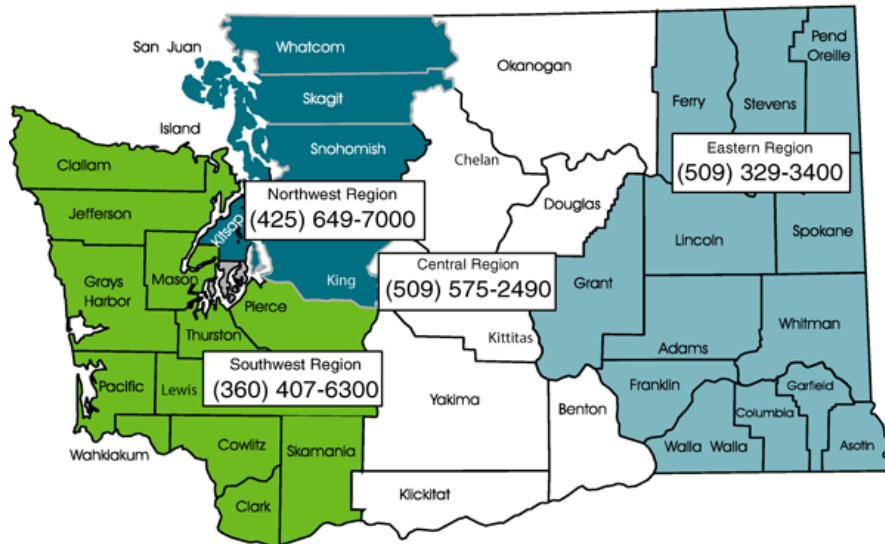 San Juan
Whatcom
Skagit
Island
Snohomish
Clallam
Jefferson
Kitsap
King
Grays
Harbor
Mason
Pierce
Thurston
Pacific
Lewis
Wahkiakum
Cowlitz
Skamania
Clark
Northwest Region
(425) 649-7000
Southwest Region
(360) 407-6300
Okanogan
Chelan
Douglas
Central Region
(509) 575-2490
Kittitas
Yakima
Benton
Klickitat
Ferry
Stevens
Pend
Oreille
Eastern Region
(509) 329-3400
Lincoln
Spokane
Grant
Adams
Whitman
Franklin
Garfield
Columbia
Walla Walla
Asotin